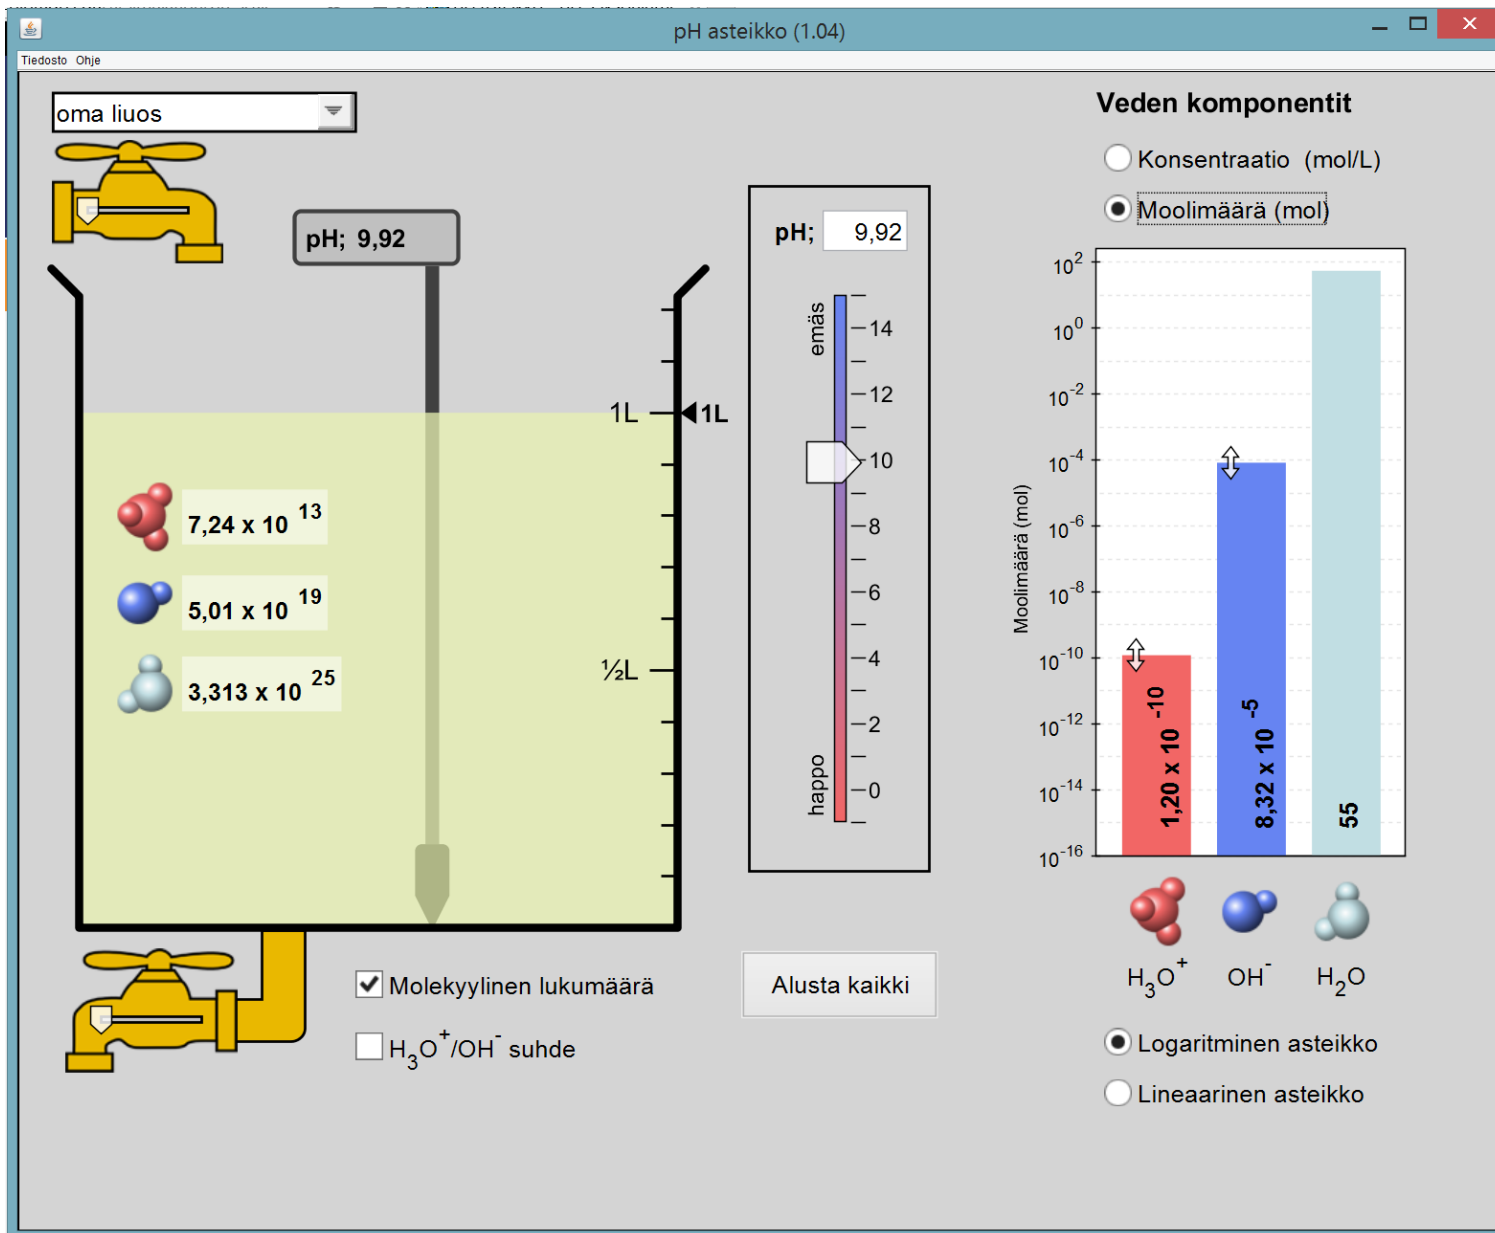 pH asteikko (1.04)
Tiedosto Ohje
oma liuos
pH; 9,92
1L
1L
½L
7,24 x 10 13
5,01 x 10 19
3,313 x 10 25
Molekyylinen lukumäärä
H3O+/OH- suhde
pH; 9,92
emäs
14
12
10
8
6
4
2
0
happo
Alusta kaikki
Veden komponentit
Konsentraatio (mol/L)
Moolimäärä (mol)
Moolimäärä (mol)
10^2
10^0
10^-2
10^-4
10^-6
10^-8
10^-10
10^-12
10^-14
10^-16
1,20 x 10 -10
8,32 x 10 -5
55
H3O+ OH- H2O
Logaritminen asteikko
Lineaarinen asteikko